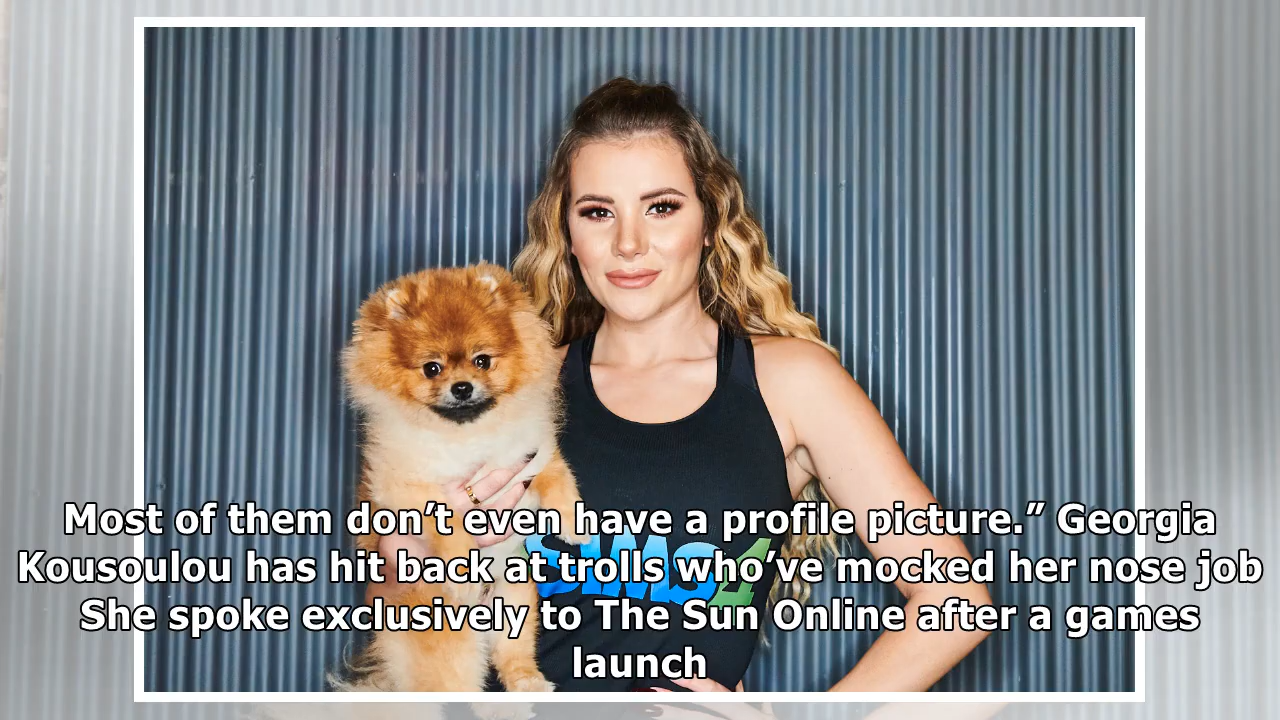 Most of them don’t even have a profile picture.” Georgia
Kousoulou has hit back at trolls who’ve mocked her nose job
She spoke exclusively to The Sun Online after a games
launch
SIMS4